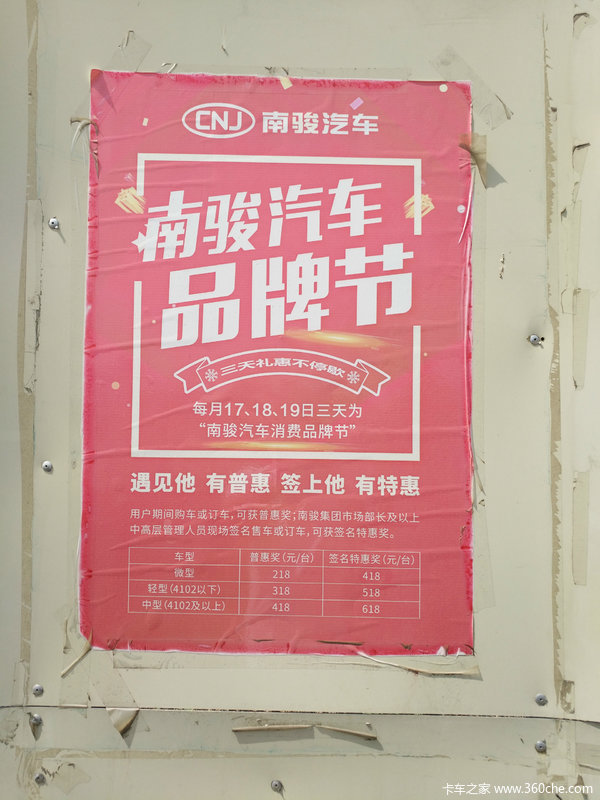 CNJ 南骏汽车
南骏汽车
品牌节
三天礼惠不停歇
每月17、18、19日三天为
“南骏汽车消费品牌节”
遇见他 有普惠 签上他 有特惠
用户期间购车或订车,可获普惠奖;南骏集团市场部长及以上
中高层管理人员现场签名售车或订车,可获签名特惠奖。
车型 普惠奖(元/台) 签名特惠奖(元/台)
微型 218 418
轻型(4102以下) 318 518
中型(4102及以上) 418 618
卡车之家 www.360che.com